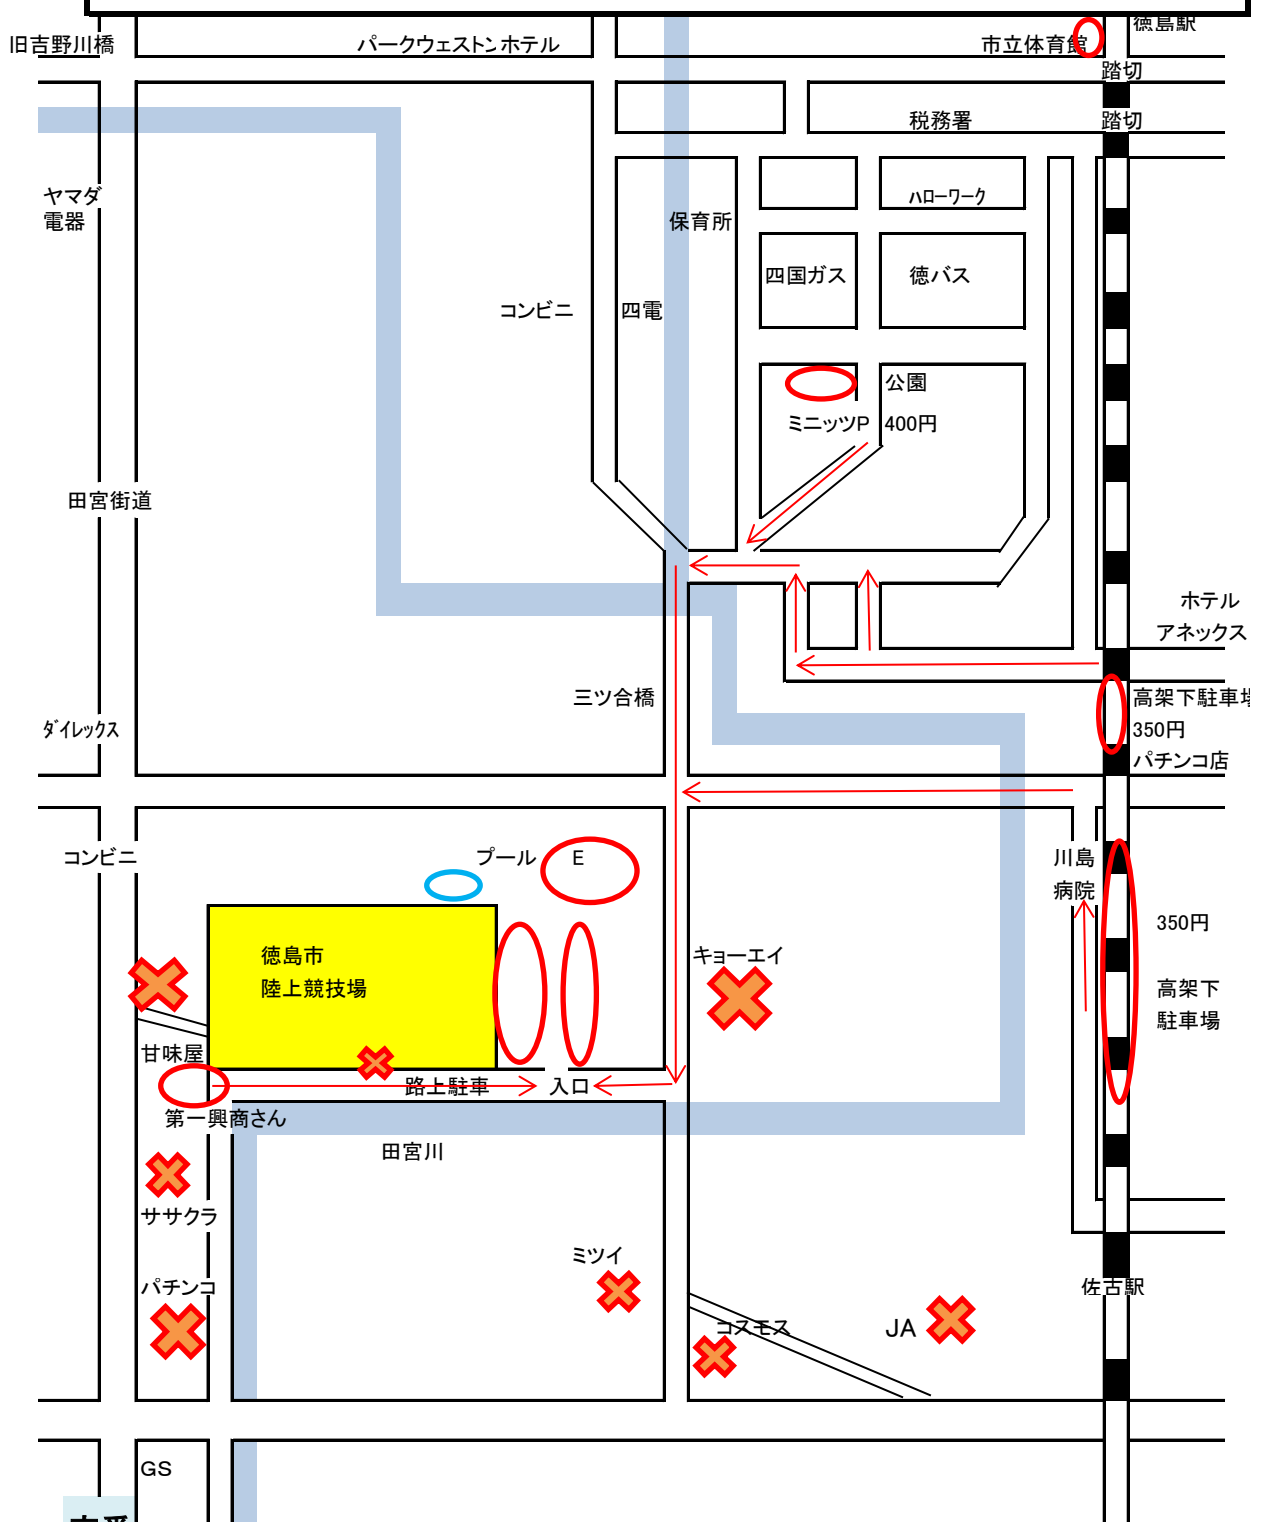 徳島駅
旧吉野川橋
パークウェストンホテル
市立体育館
踏切
税務署
踏切
ヤマダ
電器
ハローワーク
保育所
四国ガス
徳バス
コンビニ
四電
公園
ミニッツP
400円
田宮街道
ホテル
アネックス
三ツ合橋
高架下駐車場
ダイレックス
350円
パチンコ店
コンビニ
プール
E
川島
病院
350円
徳島市
陸上競技場
キョーエイ
高架下
駐車場
甘味屋
路上駐車
入口
第一興商さん
田宮川
ササクラ
ミツイ
パチンコ
佐古駅
コスモス
JA
GS